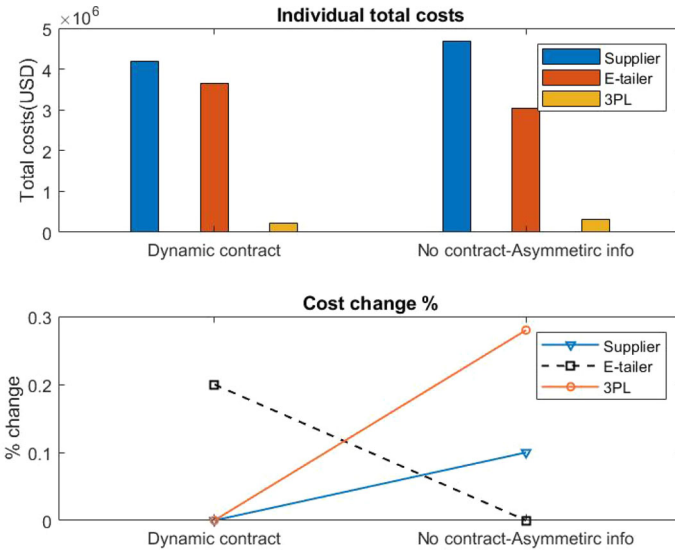 Individual total costs
×10⁶
Total costs(USD)
5
4
3
2
1
0
Supplier
E-tailer
3PL
Dynamic contract
No contract-Asymmetirc info
Cost change %
% change
0.3
0.2
0.1
0
Supplier
E-tailer
3PL
Dynamic contract
No contract-Asymmetirc info